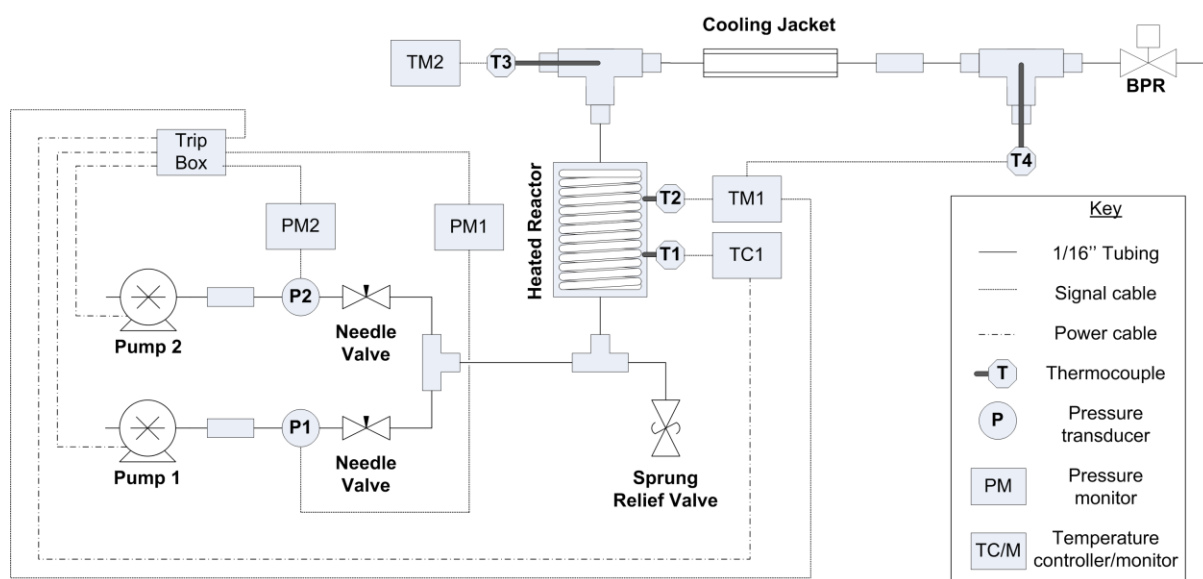 Cooling Jacket
TM2
T3
BPR
T4
Trip
Box
PM2
PM1
Heated Reactor
T2
TM1
T1
TC1
P2
Pump 2
Needle
Valve
P1
Pump 1
Needle
Valve
Sprung
Relief Valve
Key
1/16’’ Tubing
Signal cable
Power cable
T
Thermocouple
P
Pressure
transducer
PM
Pressure
monitor
TC/M
Temperature
controller/monitor